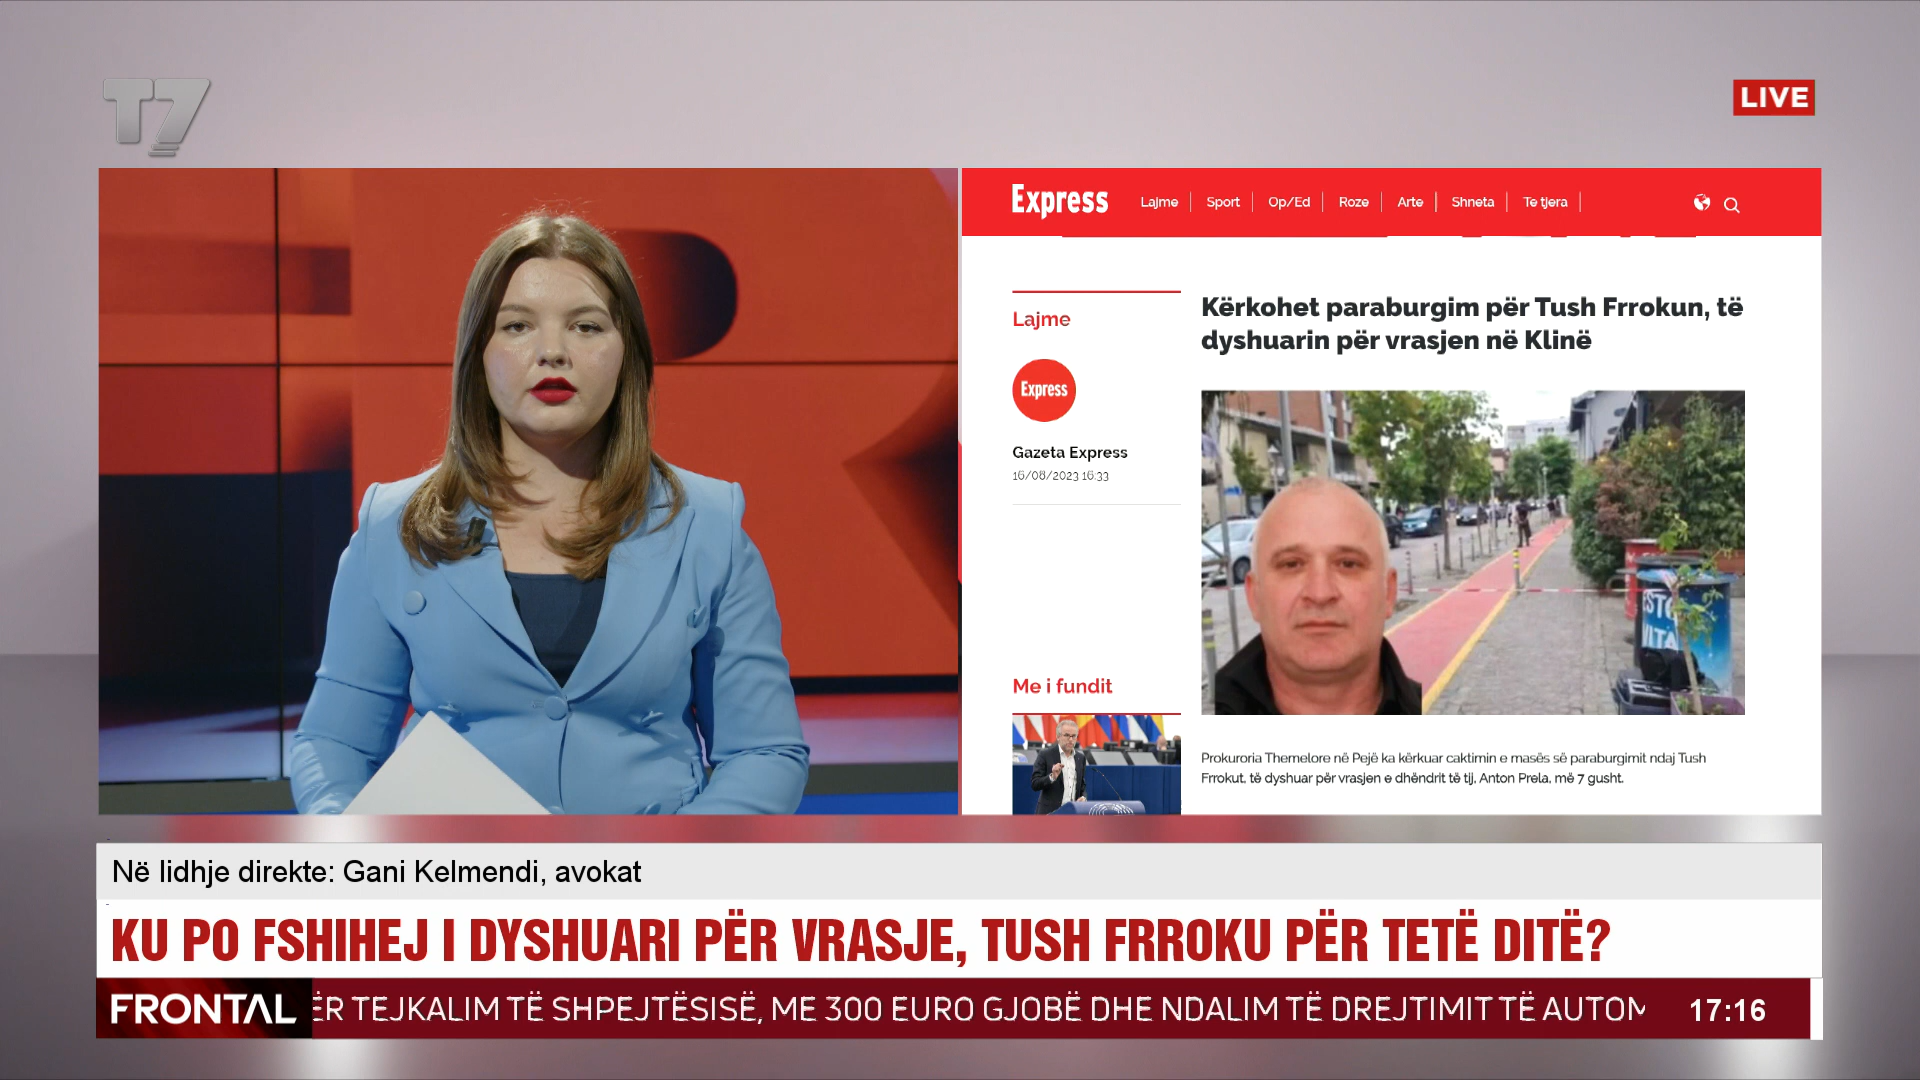 T7
LIVE
Express
Lajme
Sport
Op/Ed
Roze
Arte
Shneta
Te tjera
Lajme
Express
Gazeta Express
16/08/2023 16:33
Me i fundit
Kërkohet paraburgim për Tush Frrokun, të
dyshuarin për vrasjen në Klinë
Prokuroria Themelore në Pejë ka kërkuar caktimin e masës së paraburgimit ndaj Tush
Frrokut, të dyshuar për vrasjen e dhëndrit të tij, Anton Prela, më 7 gusht.
Në lidhje direkte: Gani Kelmendi, avokat
KU PO FSHIHEJ I DYSHUARI PËR VRASJE, TUSH FRROKU PËR TETË DITË?
FRONTAL
ËR TEJKALIM TË SHPEJTËSISË, ME 300 EURO GJOBË DHE NDALIM TË DREJTIMIT TË AUTOM
17:16